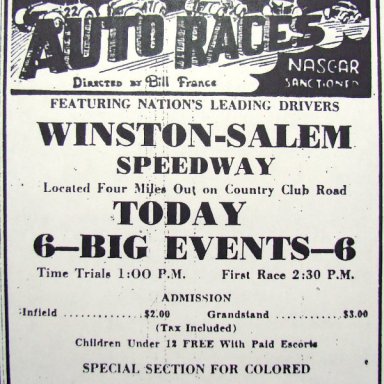 AUTO RACES
NASCAR
Directed by Bill France
SANCTIONED
FEATURING NATION'S LEADING DRIVERS
WINSTON-SALEM
SPEEDWAY
Located Four Miles Out on Country Club Road
TODAY
6—BIG EVENTS—6
Time Trials 1:00 P.M. First Race 2:30 P.M.
ADMISSION
Infield ............. $2.00 Grandstand ................ $3.00
(Tax Included)
Children Under 12 FREE With Paid Escorts
SPECIAL SECTION FOR COLORED